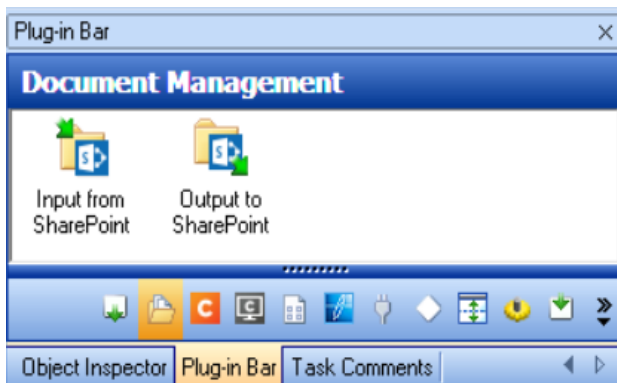 Plug-in Bar
Document Management
Input from
SharePoint
Output to
SharePoint
Object Inspector Plug-in Bar Task Comments